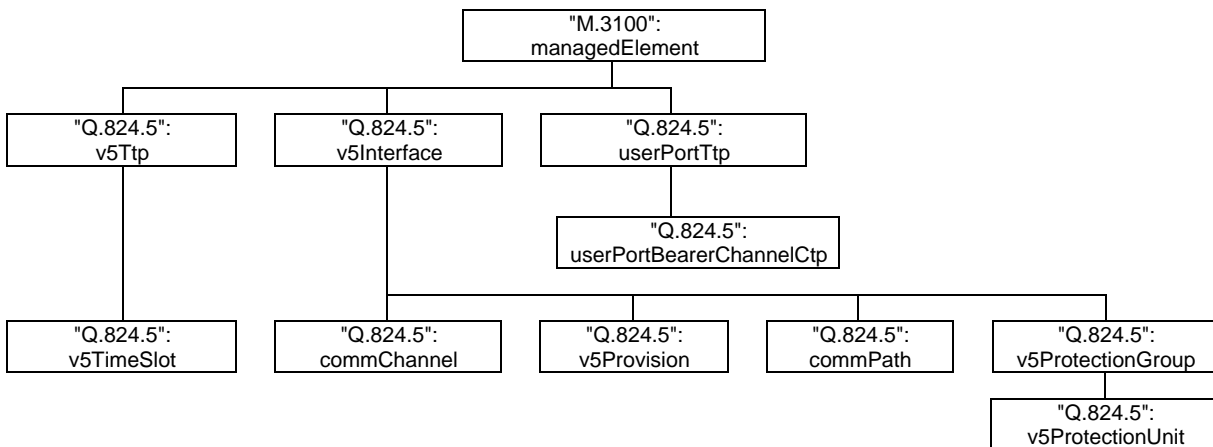 "M.3100":
managedElement
"Q.824.5":
v5Ttp
"Q.824.5":
v5Interface
"Q.824.5":
userPortTtp
"Q.824.5":
userPortBearerChannelCtp
"Q.824.5":
v5TimeSlot
"Q.824.5":
commChannel
"Q.824.5":
v5Provision
"Q.824.5":
commPath
"Q.824.5":
v5ProtectionGroup
"Q.824.5":
v5ProtectionUnit